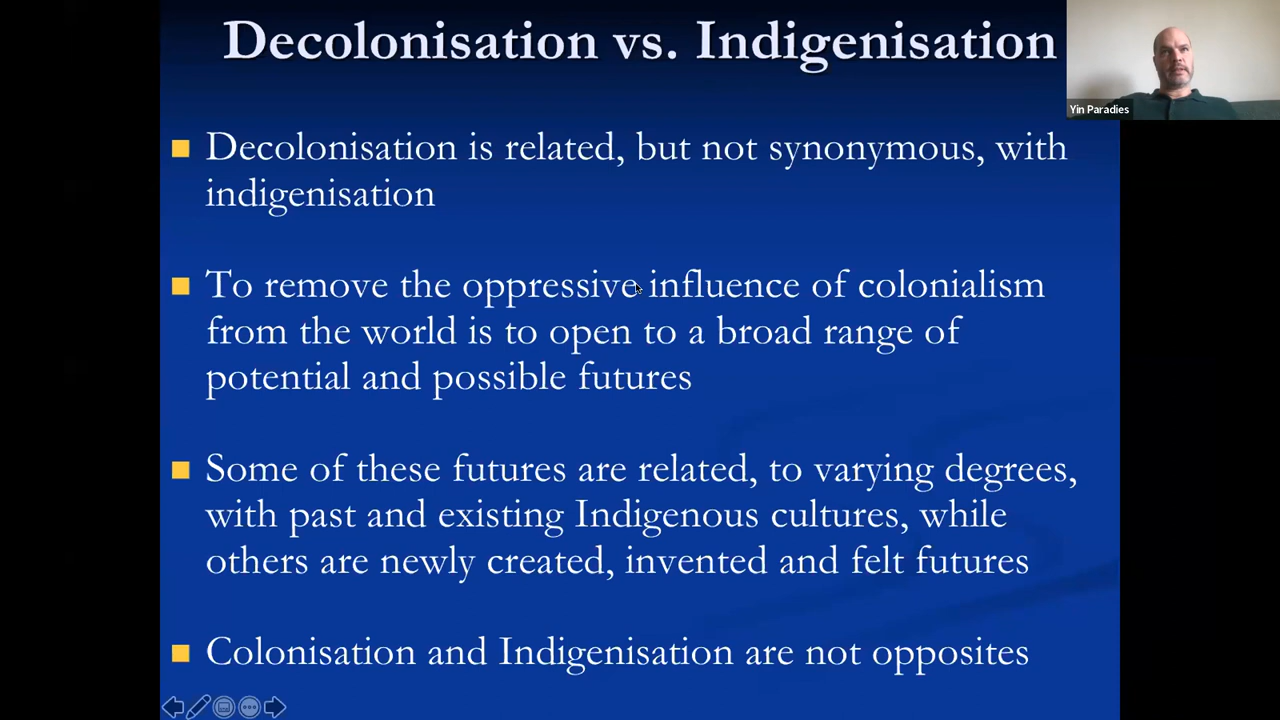 Decolonisation vs. Indigenisation
Yin Paradies
Decolonisation is related, but not synonymous, with
indigenisation
To remove the oppressive influence of colonialism
from the world is to open to a broad range of
potential and possible futures
Some of these futures are related, to varying degrees,
with past and existing Indigenous cultures, while
others are newly created, invented and felt futures
Colonisation and Indigenisation are not opposites